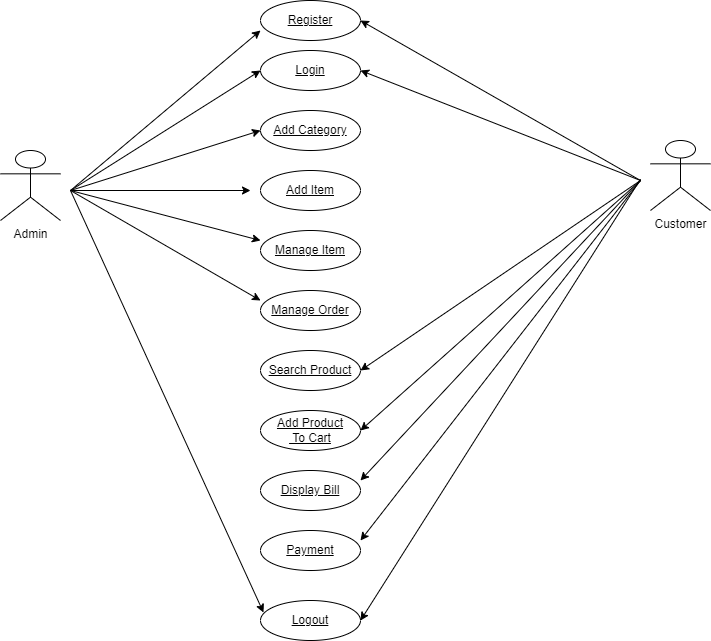 Register
Login
Add Category
Add Item
Admin
Customer
Manage Item
Manage Order
Search Product
Add Product
To Cart
Display Bill
Payment
Logout